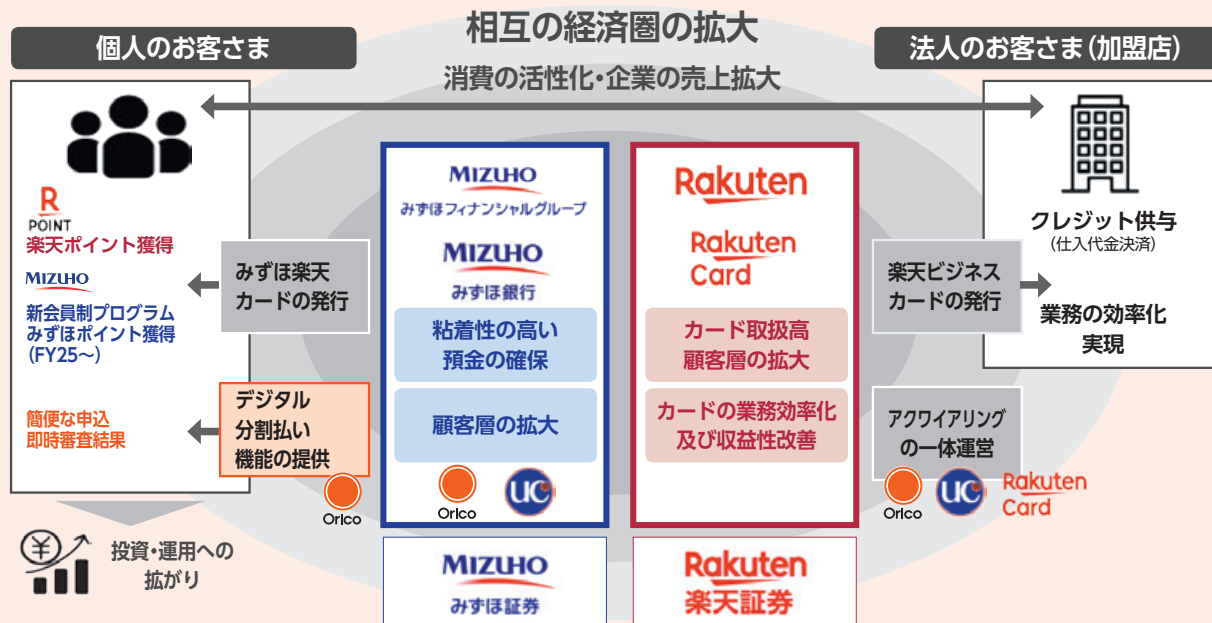 相互の経済圏の拡大
消費の活性化・企業の売上拡大
個人のお客さま
R
POINT
楽天ポイント獲得
MIZUHO
新会員制プログラム
みずほポイント獲得
(FY25～)
簡便な申込
即時審査結果
みずほ楽天
カードの発行
デジタル
分割払い
機能の提供
Orico
¥
投資・運用への
拡がり
MIZUHO
みずほフィナンシャルグループ
MIZUHO
みずほ銀行
粘着性の高い
預金の確保
顧客層の拡大
Orico
UC
MIZUHO
みずほ証券
Rakuten
Rakuten
Card
カード取扱高
顧客層の拡大
カードの業務効率化
及び収益性改善
Rakuten
楽天証券
法人のお客さま(加盟店)
クレジット供与
(仕入代金決済)
業務の効率化
実現
楽天ビジネス
カードの発行
アクワイアリング
の一体運営
Orico
UC
Rakuten
Card